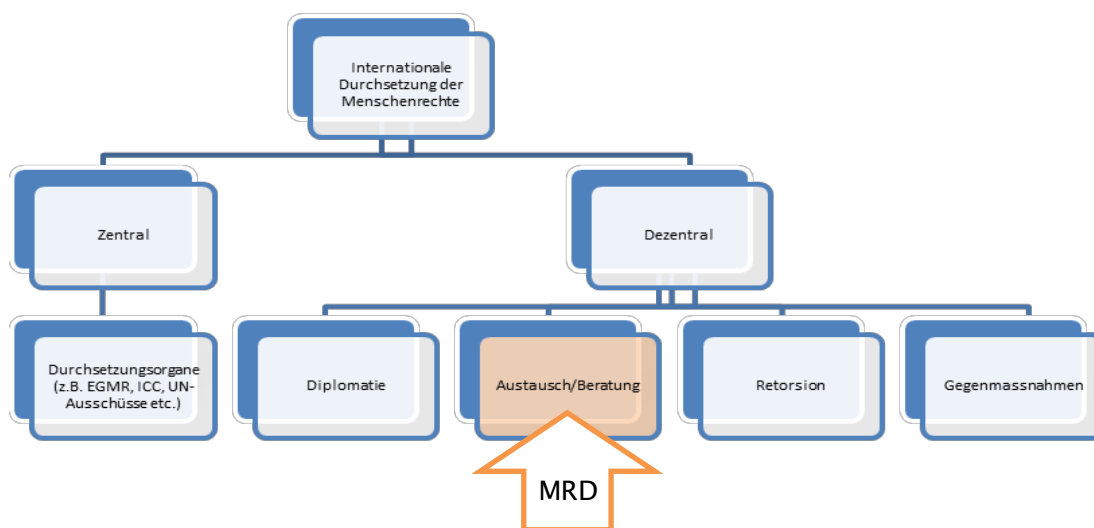 Internationale
Durchsetzung der
Menschenrechte
Zentral
Dezentral
Durchsetzungsorgane
(z.B. EGMR, ICC, UN-
Ausschüsse etc.)
Diplomatie
Austausch/Beratung
Retorsion
Gegenmassnahmen
MRD